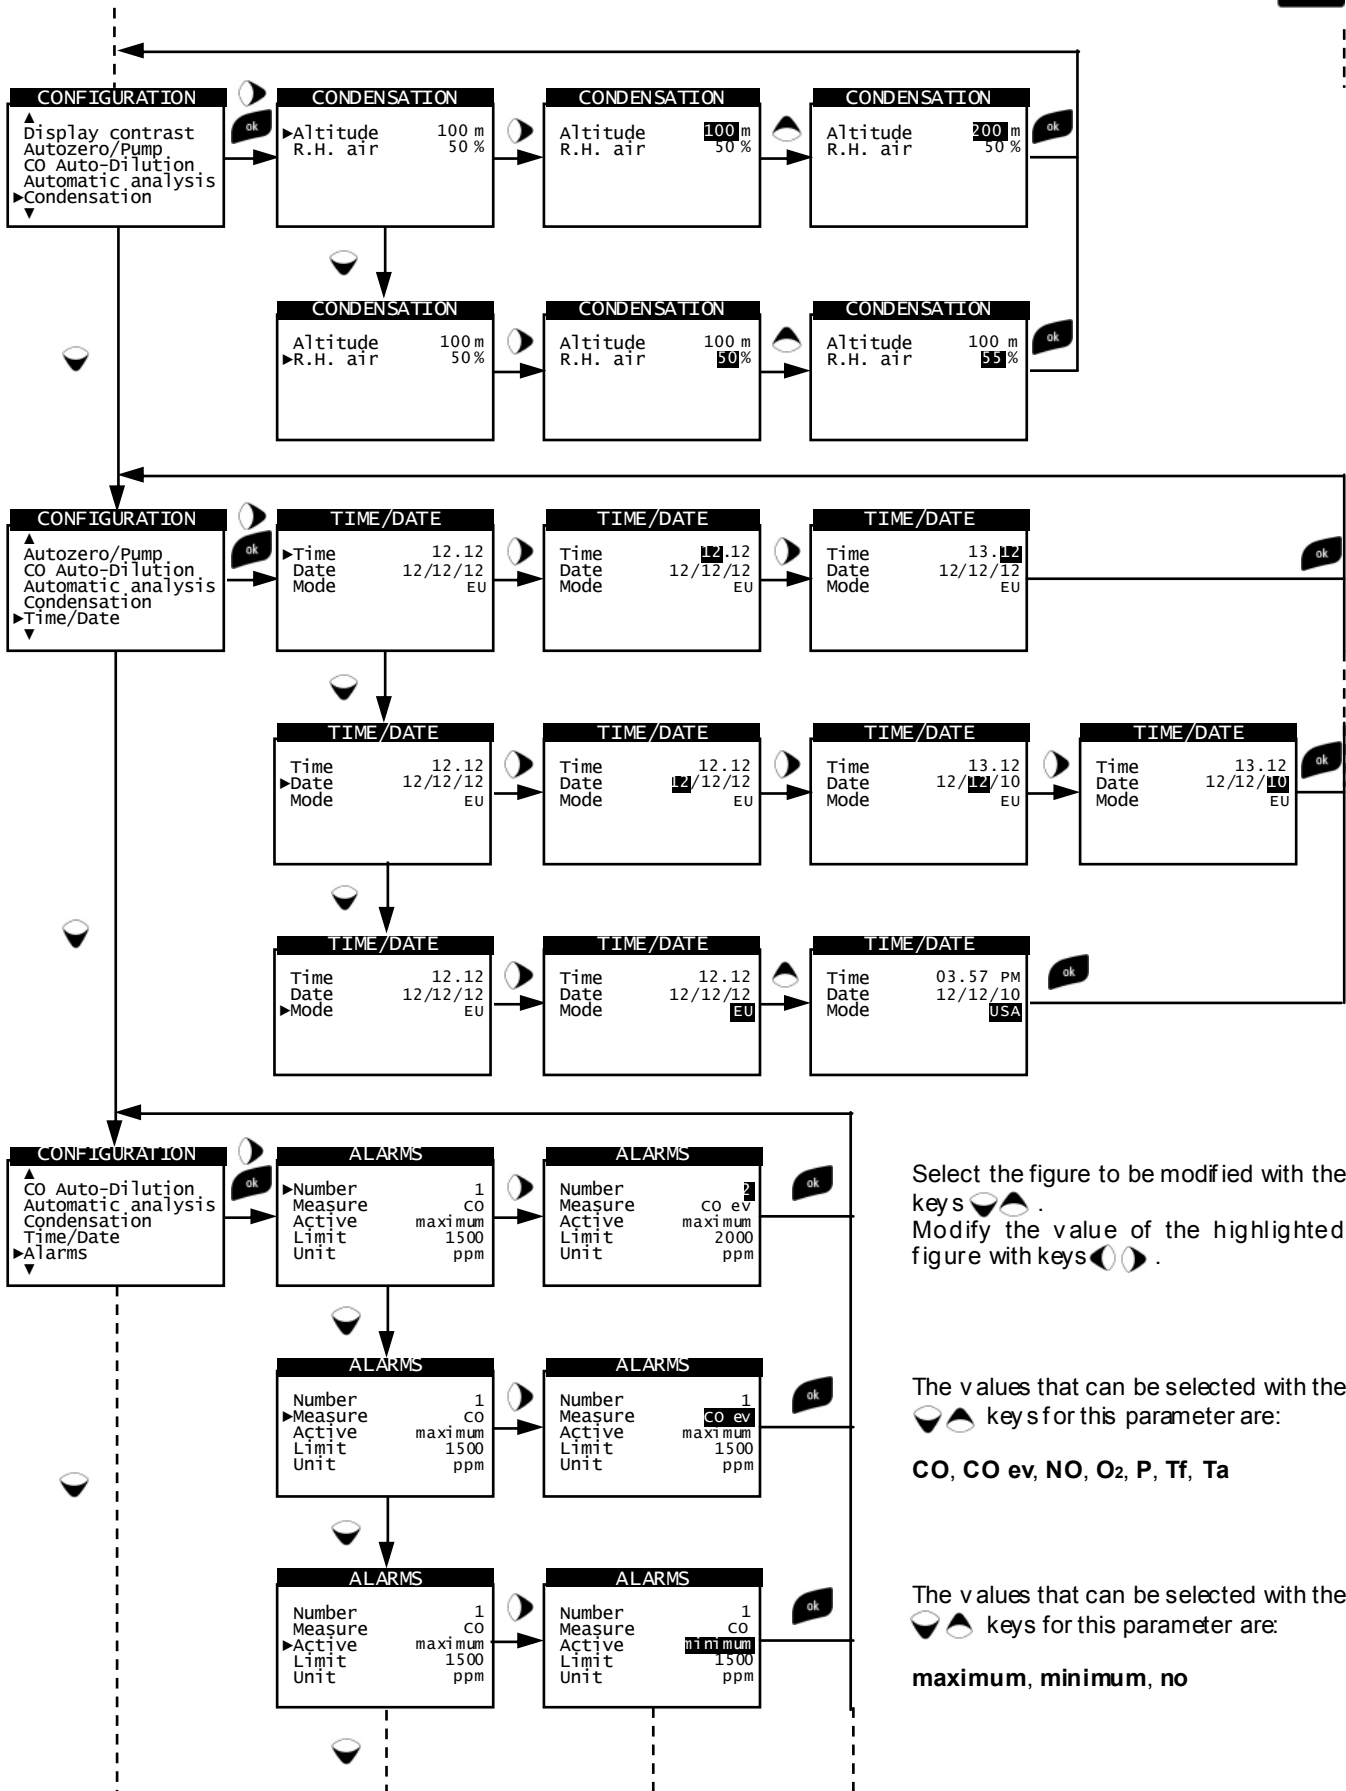 CONFIGURATION
Display contrast
Autozero/Pump
CO Auto-Dilution
Automatic analysis
Condensation
ok
CONDENSATION
Altitude 100 m
R.H. air 50 %
CONDENSATION
Altitude 100 m
R.H. air 50 %
CONDENSATION
Altitude 200 m
R.H. air 50 %
ok
CONDENSATION
Altitude 100 m
R.H. air 50 %
CONDENSATION
Altitude 100 m
R.H. air 50 %
CONDENSATION
Altitude 100 m
R.H. air 55 %
ok
CONFIGURATION
Autozero/Pump
CO Auto-Dilution
Automatic analysis
Condensation
Time/Date
ok
TIME/DATE
Time 12.12
Date 12/12/12
Mode EU
TIME/DATE
Time 12.12
Date 12/12/12
Mode EU
TIME/DATE
Time 13.12
Date 12/12/12
Mode EU
ok
TIME/DATE
Time 12.12
Date 12/12/12
Mode EU
TIME/DATE
Time 12.12
Date 12/12/12
Mode EU
TIME/DATE
Time 13.12
Date 12/12/10
Mode EU
TIME/DATE
Time 13.12
Date 12/12/10
Mode EU
ok
TIME/DATE
Time 12.12
Date 12/12/12
Mode EU
TIME/DATE
Time 12.12
Date 12/12/12
Mode EU
TIME/DATE
Time 03.57 PM
Date 12/12/10
Mode USA
ok
CONFIGURATION
CO Auto-Dilution
Automatic analysis
Condensation
Time/Date
Alarms
ok
ALARMS
Number 1
Measure CO
Active maximum
Limit 1500
Unit ppm
ALARMS
Number 2
Measure CO ev
Active maximum
Limit 2000
Unit ppm
ok
Select the figure to be modified with the
keys .
Modify the value of the highlighted
figure with keys .
ALARMS
Number 1
Measure CO
Active maximum
Limit 1500
Unit ppm
ALARMS
Number 1
Measure CO ev
Active maximum
Limit 1500
Unit ppm
ok
The values that can be selected with the
keys for this parameter are:
CO, CO ev, NO, O2, P, Tf, Ta
ALARMS
Number 1
Measure CO
Active maximum
Limit 1500
Unit ppm
ALARMS
Number 1
Measure CO
Active minimum
Limit 1500
Unit ppm
ok
The values that can be selected with the
keys for this parameter are:
maximum, minimum, no